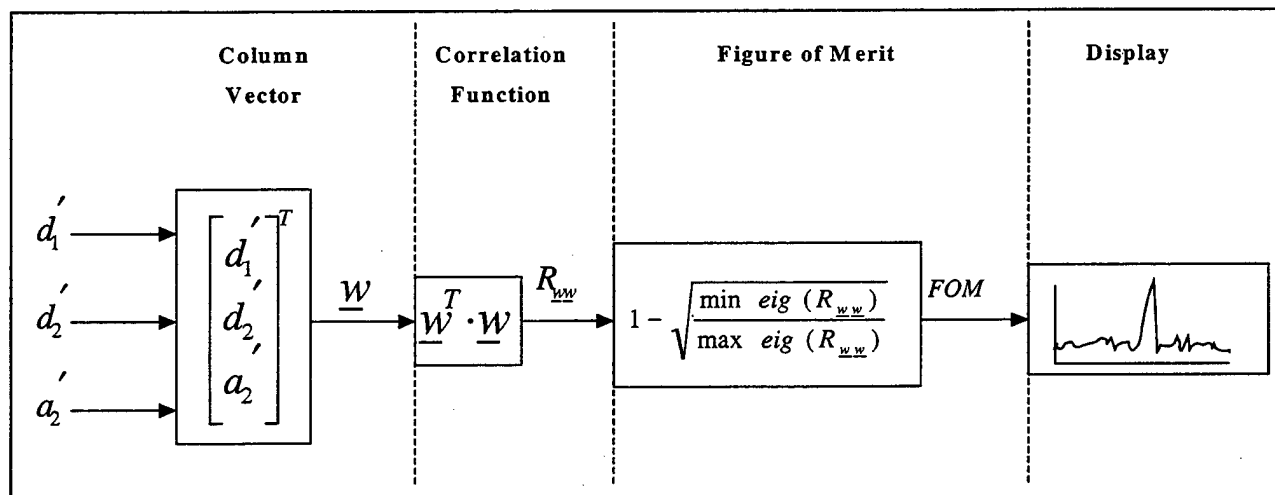 Column Vector
Correlation Function
Figure of Merit
Display
d₁′
d₂′
a₂′
[d₁′ d₂′ a₂′]ᵀ
w
wᵀ · w
R_ww
1 − √(min eig (R_ww) / max eig (R_ww))
FOM